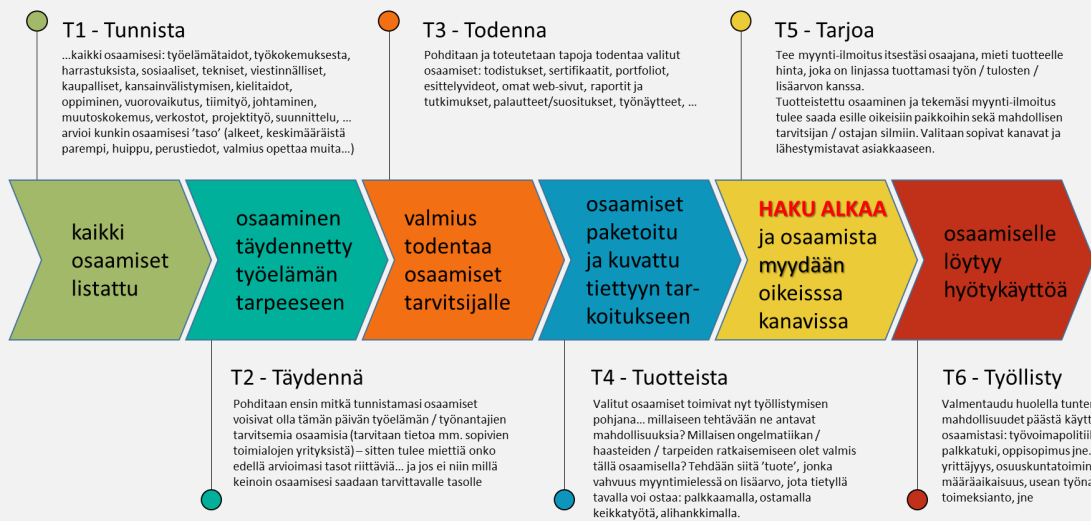 T1 - Tunnista
...kaikki osaamisesi: työelämätaidot, työkokemuksesta,
harrastuksista, sosiaaliset, tekniset, viestinnälliset,
kaupalliset, kansainvälistymisen, kielitaidot,
oppiminen, vuorovaikutus, tiimityö, johtaminen,
muutoskokemus, verkostot, projektityö, suunnittelu, ...
arvioi kunkin osaamisesi 'taso' (alkeet, keskimääräistä
parempi, huippu, perustiedot, valmius opettaa muita...)
T3 - Todenna
Pohditaan ja toteutetaan tapoja todentaa valitut
osaamiset: todistukset, sertifikaatit, portfoliot,
esittelyvideot, omat web-sivut, raportit ja
tutkimukset, palautteet/suositukset, työnäytteet, ...
T5 - Tarjoa
Tee myynti-ilmoitus itsestäsi osaajana, mieti tuotteelle
hinta, joka on linjassa tuottamasi työn / tulosten /
lisäarvon kanssa.
Tuotteistettu osaaminen ja tekemäsi myynti-ilmoitus
tulee saada esille oikeisiin paikkoihin sekä mahdollisen
tarvitsijan / ostajan silmiin. Valitaan sopivat kanavat ja
lähestymistavat asiakkaaseen.
kaikki
osaamiset
listattu
osaaminen
täydennetty
työelämän
tarpeeseen
valmius
todentaa
osaamiset
tarvitsijalle
osaamiset
paketoitu
ja kuvattu
tiettyyn tar-
koitukseen
HAKU ALKAA
ja osaamista
myydään
oikeisssa
kanavissa
osaamiselle
löytyy
hyötykäyttöä
T2 - Täydennä
Pohditaan ensin mitkä tunnistamasi osaamiset
voisivat olla tämän päivän työelämän / työnantajien
tarvitsemia osaamisia (tarvitaan tietoa mm. sopivien
toimialojen yrityksistä) – sitten tulee miettiä onko
edellä arvioimasi tasot riittäviä... ja jos ei niin millä
keinoin osaamisesi saadaan tarvittavalle tasolle
T4 - Tuotteista
Valitut osaamiset toimivat nyt työllistymisen
pohjana... millaiseen tehtävään ne antavat
mahdollisuuksia? Millaisen ongelmatiikan /
haasteiden / tarpeiden ratkaisemiseen olet valmis
tällä osaamisella? Tehdään siitä 'tuote', jonka
vahvuus myyntimielessä on lisäarvo, jota tietyllä
tavalla voi ostaa: palkkaamalla, ostamalla
keikkatyötä, alihankkimalla.
T6 - Työllisty
Valmentaudu huolella
mahdollisuudet päästä
osaamistasi:
palkkatuki, oppisopimus jne.
yrittäjyys,
määräaikaisuus, usean
toimeksianto, jne